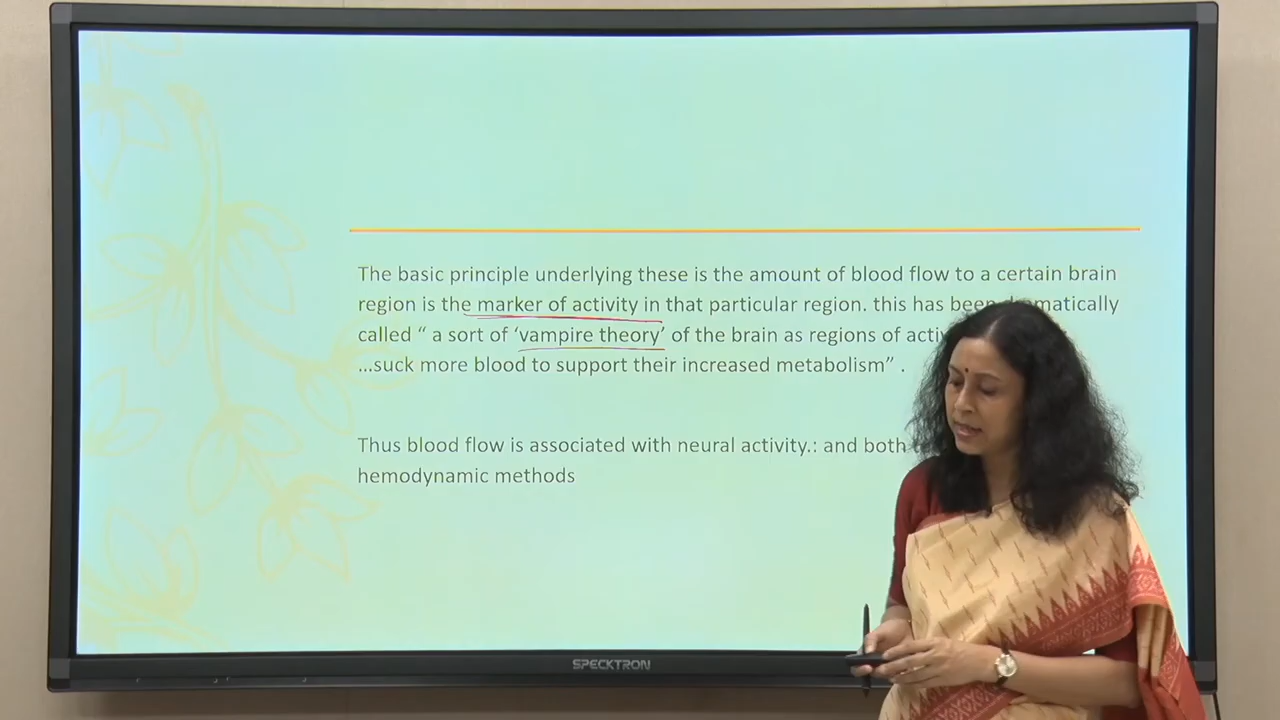 The basic principle underlying these is the amount of blood flow to a certain brain
region is the marker of activity in that particular region. this has been dramatically
called “ a sort of ‘vampire theory’ of the brain as regions of
...suck more blood to support their increased metabolism” .
Thus blood flow is associated with neural activity.: and both
hemodynamic methods
SPECKTRON